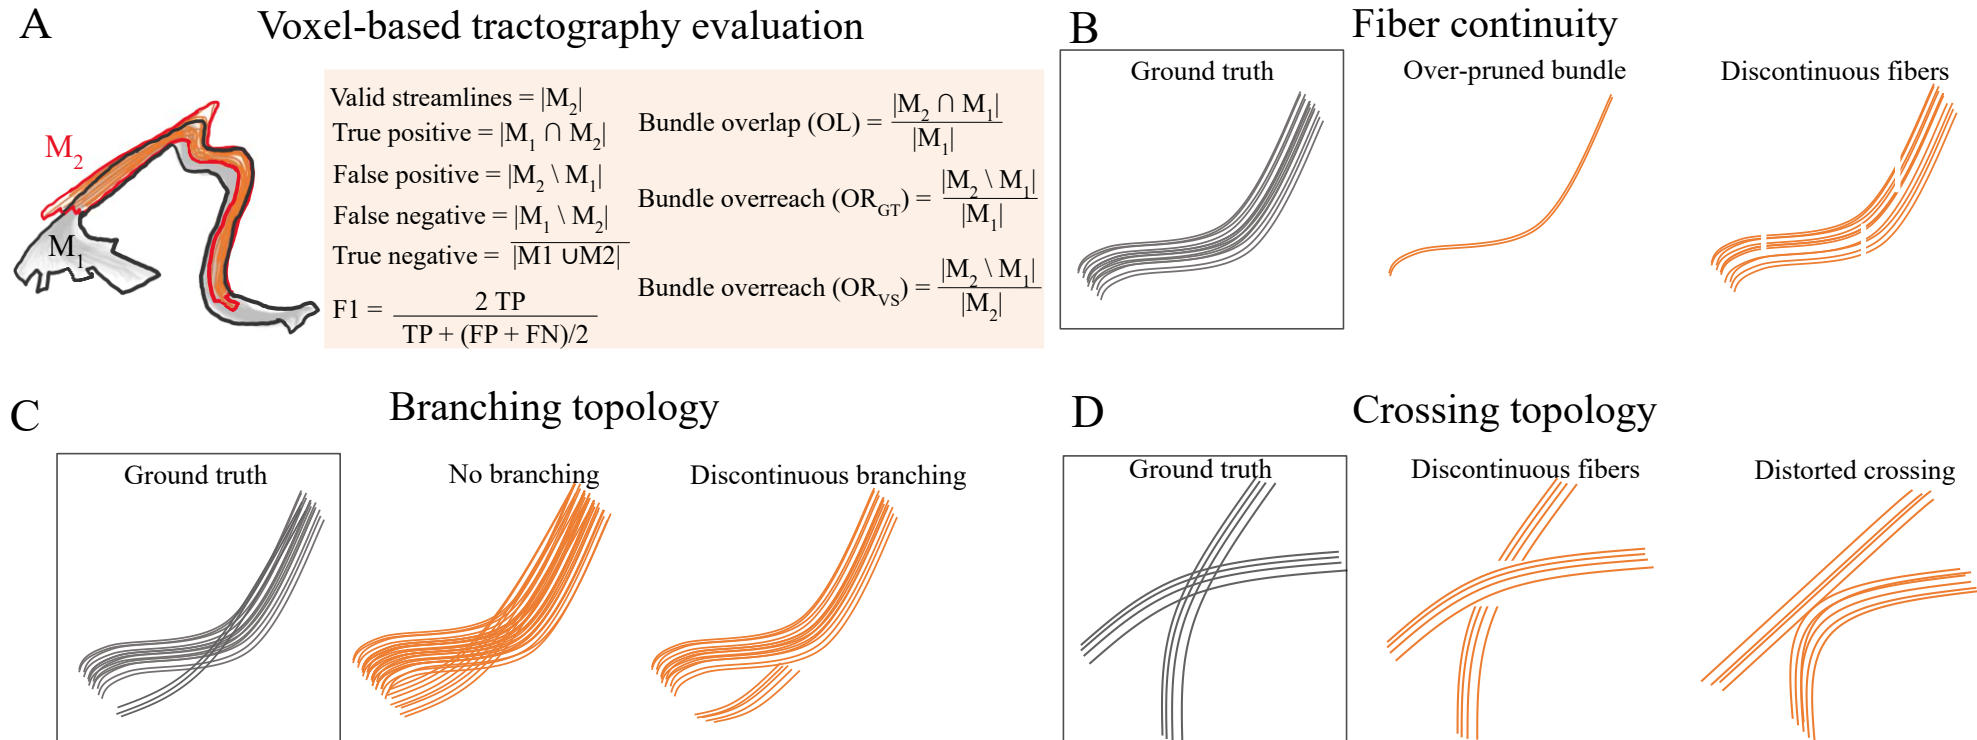 A
Voxel-based tractography evaluation
M2
M1
Valid streamlines = |M2|
True positive = |M1 ∩ M2|
False positive = |M2 \ M1|
False negative = |M1 \ M2|
True negative = |M1 ∪M2|
F1 = 2 TP
TP + (FP + FN)/2
Bundle overlap (OL) = |M2 ∩ M1|
|M1|
Bundle overreach (ORGT) = |M2 \ M1|
|M1|
Bundle overreach (ORVS) = |M2 \ M1|
|M2|
B
Fiber continuity
Ground truth
Over-pruned bundle
Discontinuous fibers
C
Branching topology
Ground truth
No branching
Discontinuous branching
D
Crossing topology
Ground truth
Discontinuous fibers
Distorted crossing